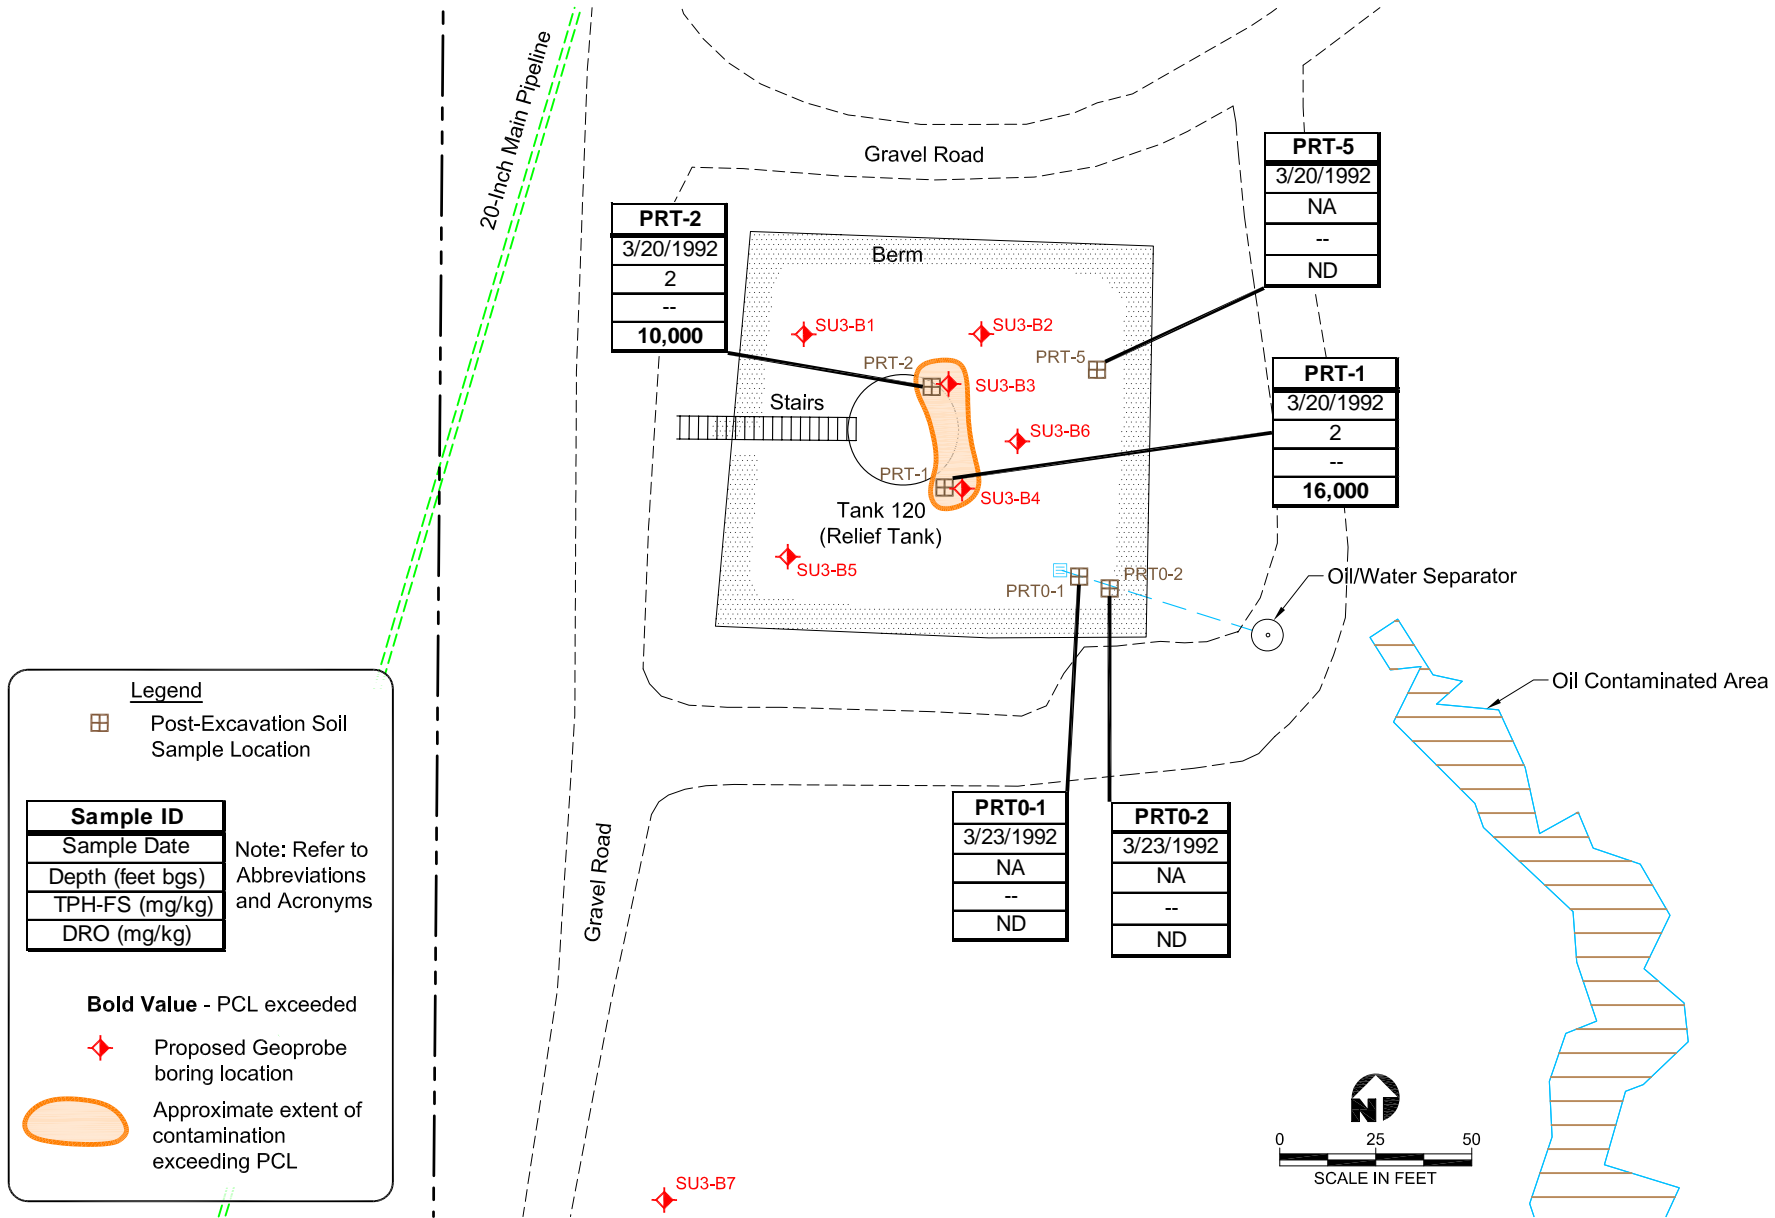 20-Inch Main Pipeline
Gravel Road
PRT-5
3/20/1992
NA
--
ND
PRT-2
3/20/1992
2
--
10,000
Berm
SU3-B1
SU3-B2
PRT-2
PRT-5
SU3-B3
PRT-1
3/20/1992
2
--
16,000
Stairs
SU3-B6
PRT-1
SU3-B4
Tank 120
(Relief Tank)
SU3-B5
PRT0-1
PRT0-2
Oil/Water Separator
Oil Contaminated Area
Legend
Post-Excavation Soil
Sample Location
Sample ID
Sample Date
Depth (feet bgs)
TPH-FS (mg/kg)
DRO (mg/kg)
Note: Refer to
Abbreviations
and Acronyms
Bold Value - PCL exceeded
Proposed Geoprobe
boring location
Approximate extent of
contamination
exceeding PCL
Gravel Road
PRT0-1
3/23/1992
NA
--
ND
PRT0-2
3/23/1992
NA
--
ND
SU3-B7
N
0 25 50
SCALE IN FEET